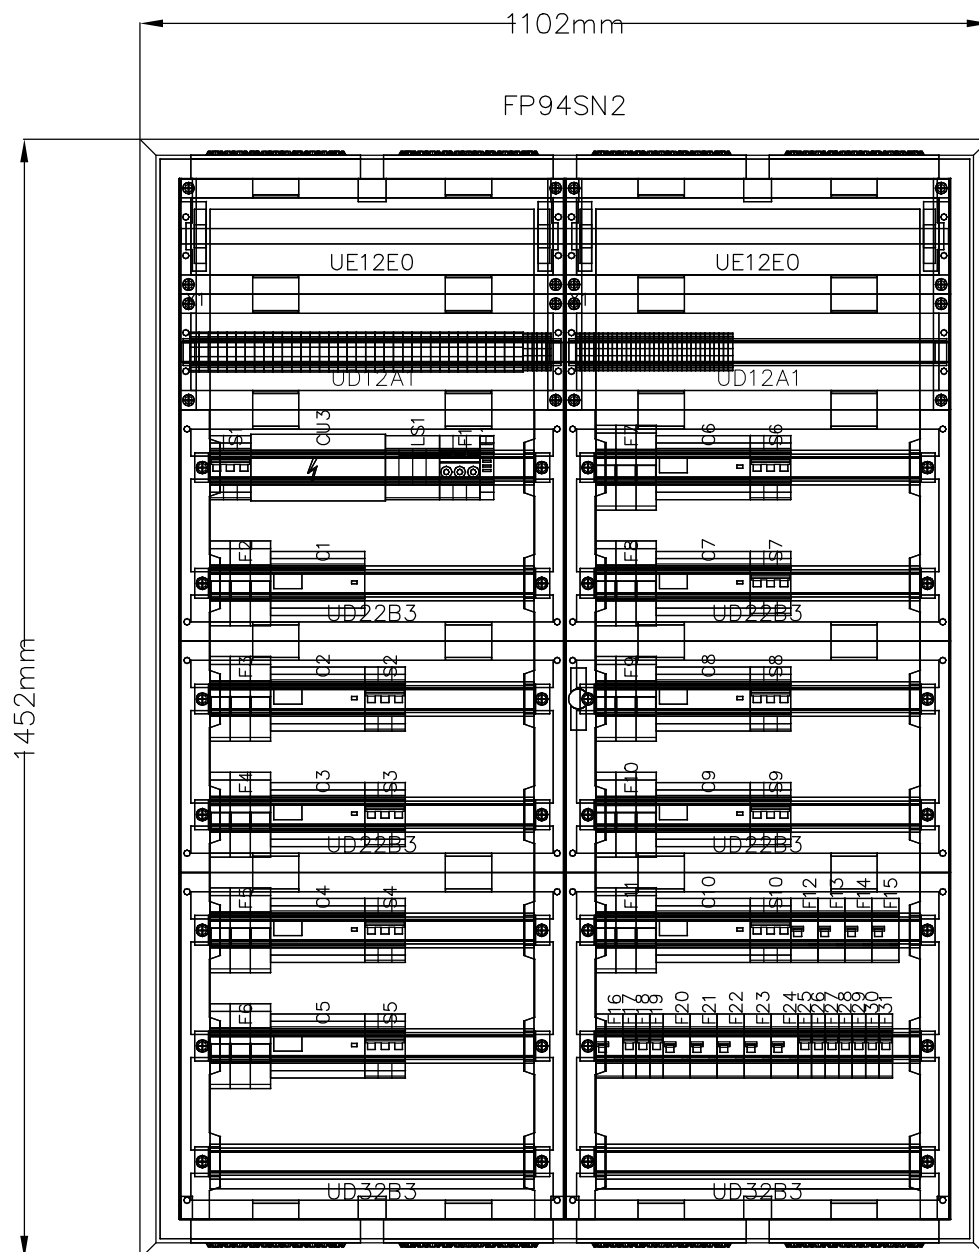 1102mm
FP94SN2
1452mm
UE12E0 UE12E0
UD12A1 UD12A1
S1 CU3 LS1 F1 F7 C6 S6
F2 C1 F8 C7 S7
UD22B3 UD22B3
F3 C2 S2 F9 C8 S8
F4 C3 S3 F10 C9 S9
UD22B3 UD22B3
F5 C4 S4 F11 C10 S10 F12 F13 F14 F15
F6 C5 S5 F16 F17 F18 F19 F20 F21 F22 F23 F24 F25 F26 F27 F28 F29 F30 F31
UD32B3 UD32B3